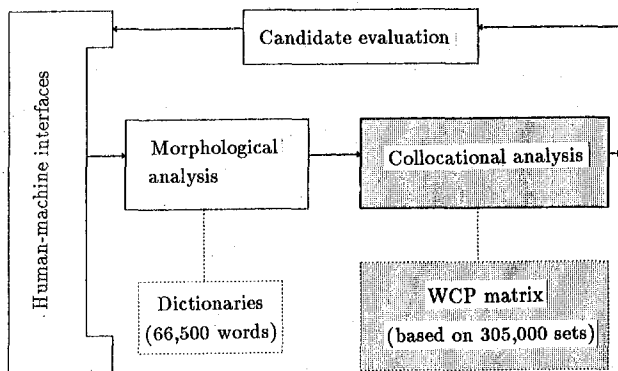 Candidate evaluation
Human-machine interfaces
Morphological
analysis
Collocational analysis
Dictionaries
(66,500 words)
WCP matrix
(based on 305,000 sets)